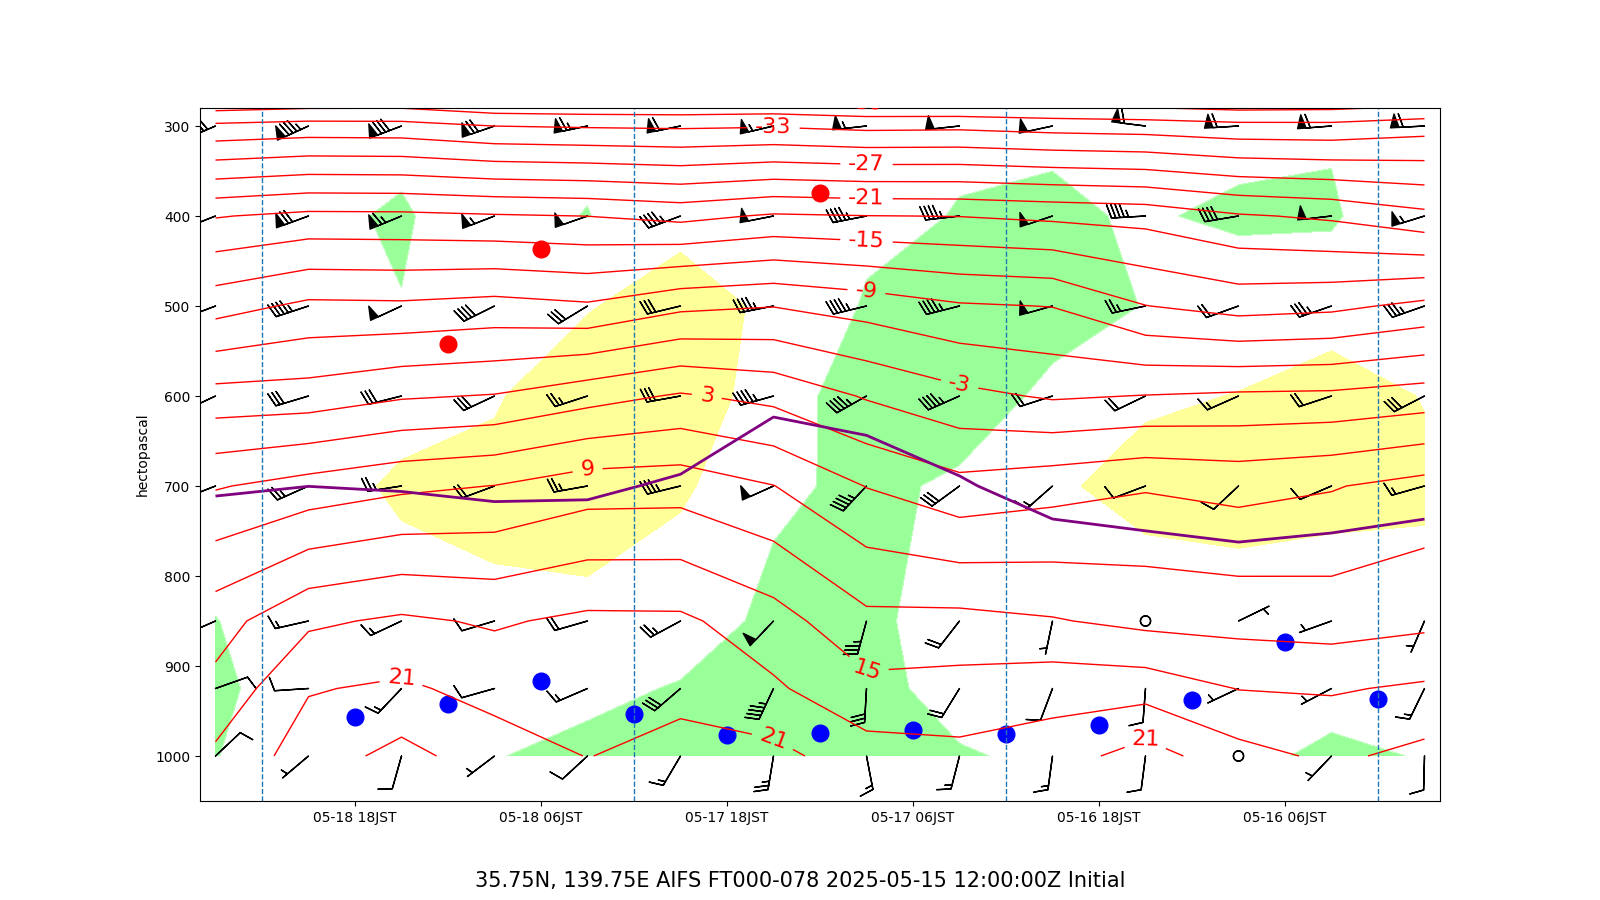 300
400
500
600
700
800
900
1000
hectopascal
-33
-27
-21
-15
-9
-3
3
9
15
21
21
21
05-18 18JST
05-18 06JST
05-17 18JST
05-17 06JST
05-16 18JST
05-16 06JST
35.75N, 139.75E AIFS FT000-078 2025-05-15 12:00:00Z Initial